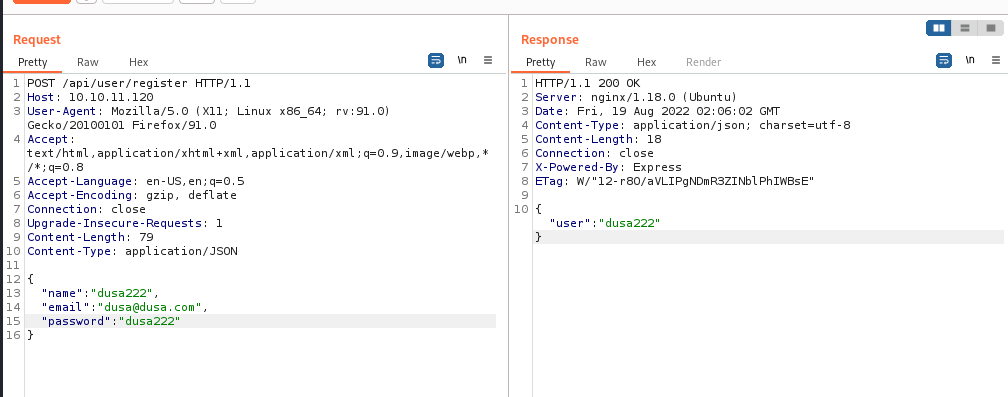 Request
Pretty Raw Hex \n
1 POST /api/user/register HTTP/1.1
2 Host: 10.10.11.120
3 User-Agent: Mozilla/5.0 (X11; Linux x86_64; rv:91.0)
Gecko/20100101 Firefox/91.0
4 Accept:
text/html,application/xhtml+xml,application/xml;q=0.9,image/webp,*
/*;q=0.8
5 Accept-Language: en-US,en;q=0.5
6 Accept-Encoding: gzip, deflate
7 Connection: close
8 Upgrade-Insecure-Requests: 1
9 Content-Length: 79
10 Content-Type: application/JSON
11
12 {
13 "name":"dusa222",
14 "email":"dusa@dusa.com",
15 "password":"dusa222"
16 }
Response
Pretty Raw Hex Render \n
1 HTTP/1.1 200 OK
2 Server: nginx/1.18.0 (Ubuntu)
3 Date: Fri, 19 Aug 2022 02:06:02 GMT
4 Content-Type: application/json; charset=utf-8
5 Content-Length: 18
6 Connection: close
7 X-Powered-By: Express
8 ETag: W/"12-r8O/aVLIPgNDmR3ZINblPhIWBsE"
9
10 {
"user":"dusa222"
}